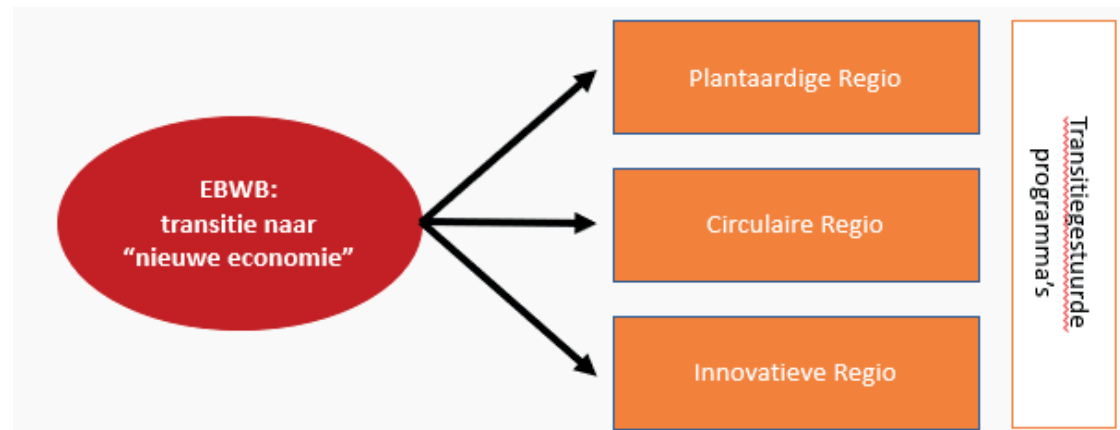 EBWB:
transitie naar
“nieuwe economie”
Plantaardige Regio
Circulaire Regio
Innovatieve Regio
Transitiegestuurde
programma's